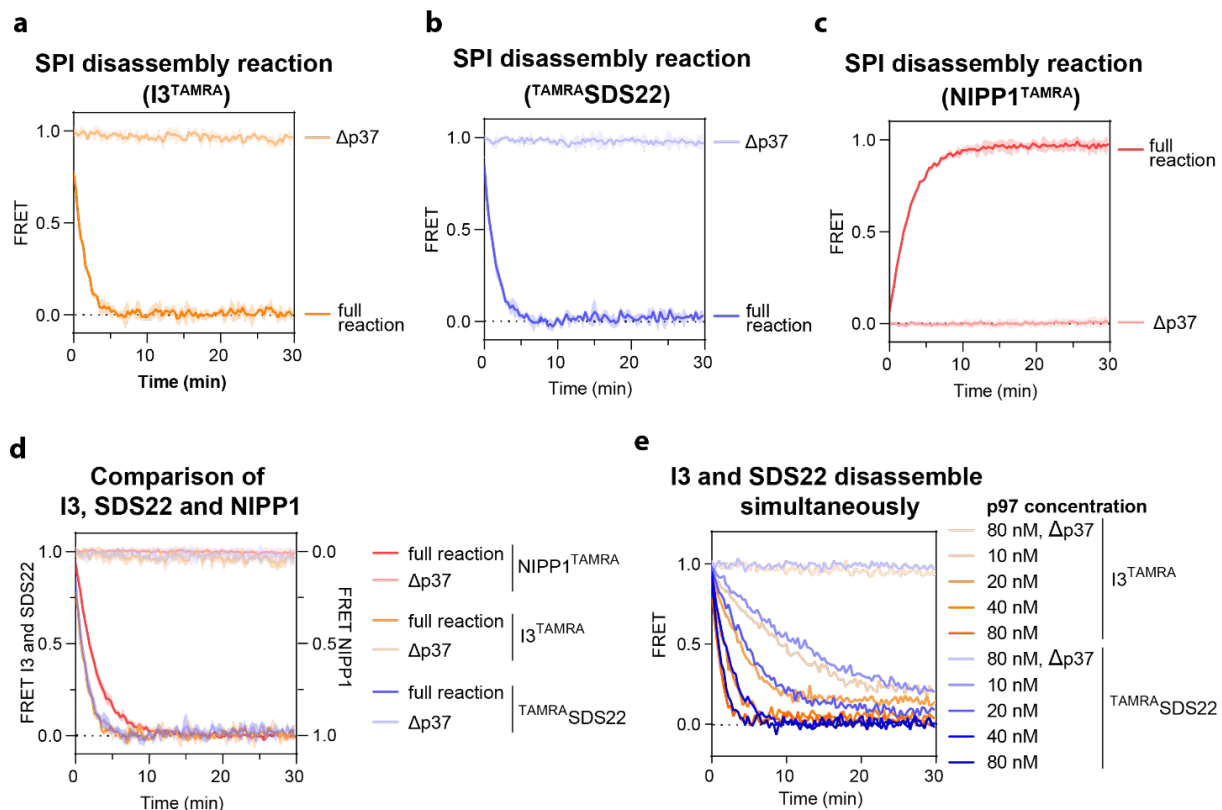 a
SPI disassembly reaction
(I3TAMRA)
FRET
1.0
0.5
0.0
0
10
20
30
Time (min)
Δp37
full
reaction
b
SPI disassembly reaction
(TAMRASDS22)
FRET
1.0
0.5
0.0
0
10
20
30
Time (min)
Δp37
full
reaction
c
SPI disassembly reaction
(NIPP1TAMRA)
FRET
1.0
0.5
0.0
0
10
20
30
Time (min)
full
reaction
Δp37
d
Comparison of
I3, SDS22 and NIPP1
FRET I3 and SDS22
1.0
0.5
0.0
0
10
20
30
Time (min)
0.0
0.5
1.0
FRET NIPP1
full reaction
Δp37
NIPP1TAMRA
full reaction
Δp37
I3TAMRA
full reaction
Δp37
TAMRASDS22
e
I3 and SDS22 disassemble
simultaneously
FRET
1.0
0.5
0.0
0
10
20
30
Time (min)
p97 concentration
80 nM, Δp37
10 nM
20 nM
40 nM
80 nM
I3TAMRA
80 nM, Δp37
10 nM
20 nM
40 nM
80 nM
TAMRASDS22